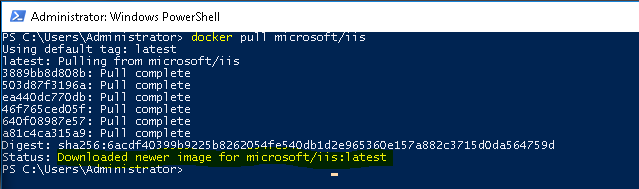 Administrator: Windows PowerShell
PS C:\Users\Administrator> docker pull microsoft/iis
Using default tag: latest
latest: Pulling from microsoft/iis
3889bb8d808b: Pull complete
503d87f3196a: Pull complete
ea440dc770db: Pull complete
46f765ced05f: Pull complete
640f08987e57: Pull complete
a81c4ca315a9: Pull complete
Digest: sha256:6acdf40399b9225b8262054fe540db1d2e965360e157a882c3715d0da564759d
Status: Downloaded newer image for microsoft/iis:latest
PS C:\Users\Administrator>